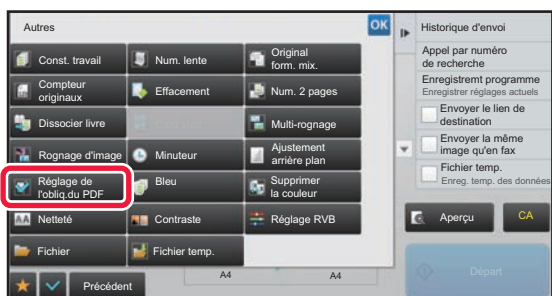 Autres
OK
Const. travail
Num. lente
Original
form. mix.
Compteur
originaux
Effacement
Num. 2 pages
Dissocier livre
Multi-rognage
Rognage d'image
Minuteur
Ajustement
arrière plan
Réglage de
l'obliq.du PDF
Bleu
Supprimer
la couleur
AA
Netteté
Contraste
Réglage RVB
Fichier
Fichier temp.
Précédent
A4
A4
Historique d'envoi
Appel par numéro
de recherche
Enregistremt programme
Enregistrer réglages actuels
Envoyer le lien de
destination
Envoyer la même
image qu'en fax
Fichier temp.
Enreg. temp. des données
Aperçu
CA
Départ